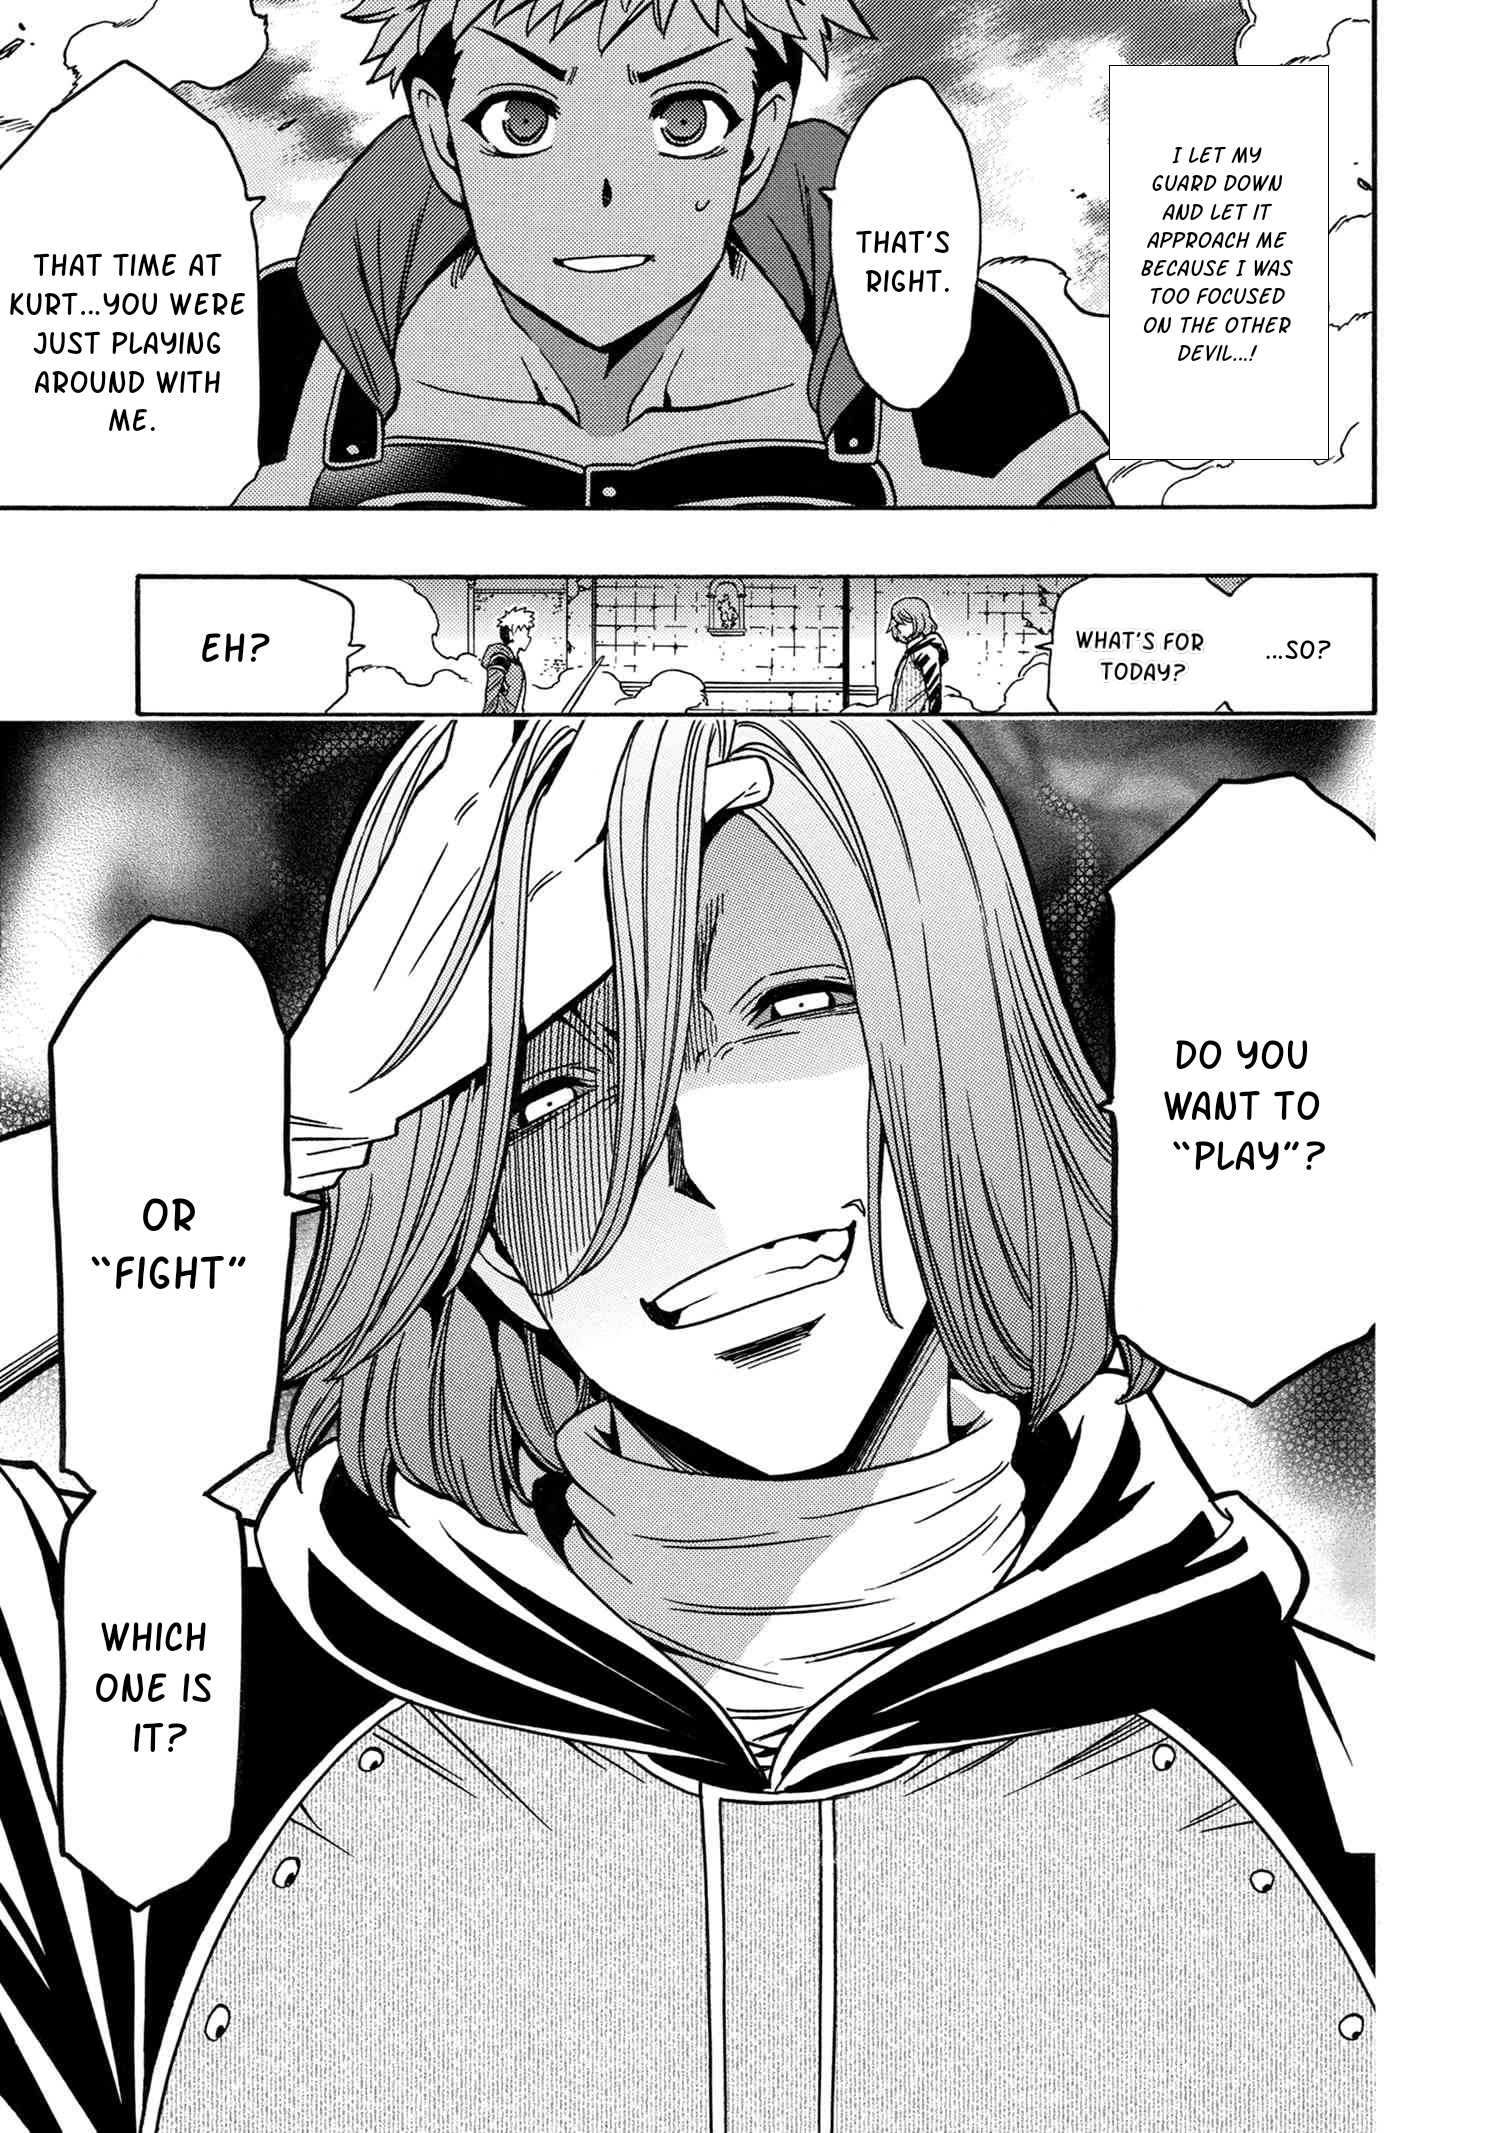 I LET MY
GUARD DOWN
AND LET IT
APPROACH ME
BECAUSE I WAS
TOO FOCUSED
ON THE OTHER
DEVIL...!
THAT'S
RIGHT.
THAT TIME AT
KURT...YOU WERE
JUST PLAYING
AROUND WITH
ME.
...SO?
WHAT'S FOR
TODAY?
EH?
DO YOU
WANT TO
"PLAY"?
OR
"FIGHT"
WHICH
ONE IS
IT?